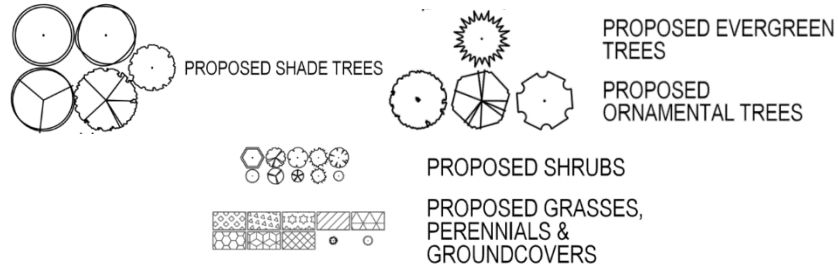 PROPOSED SHADE TREES
PROPOSED EVERGREEN
TREES
PROPOSED
ORNAMENTAL TREES
PROPOSED SHRUBS
PROPOSED GRASSES,
PERENNIALS &
GROUNDCOVERS